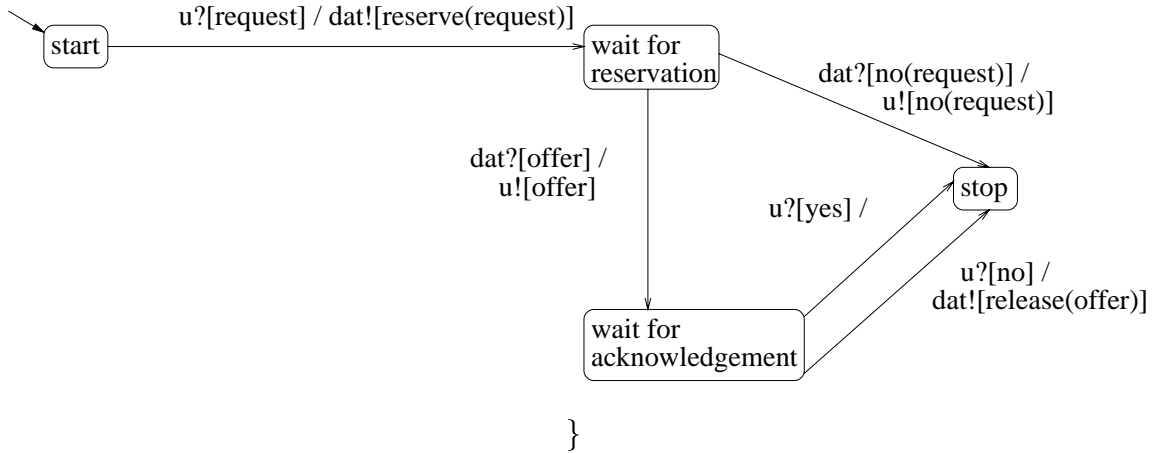 u?[request] / dat![reserve(request)]
start
wait for
reservation
dat?[no(request)] /
u![no(request)]
dat?[offer] /
u![offer]
stop
u?[yes] /
u?[no] /
dat![release(offer)]
wait for
acknowledgement
}